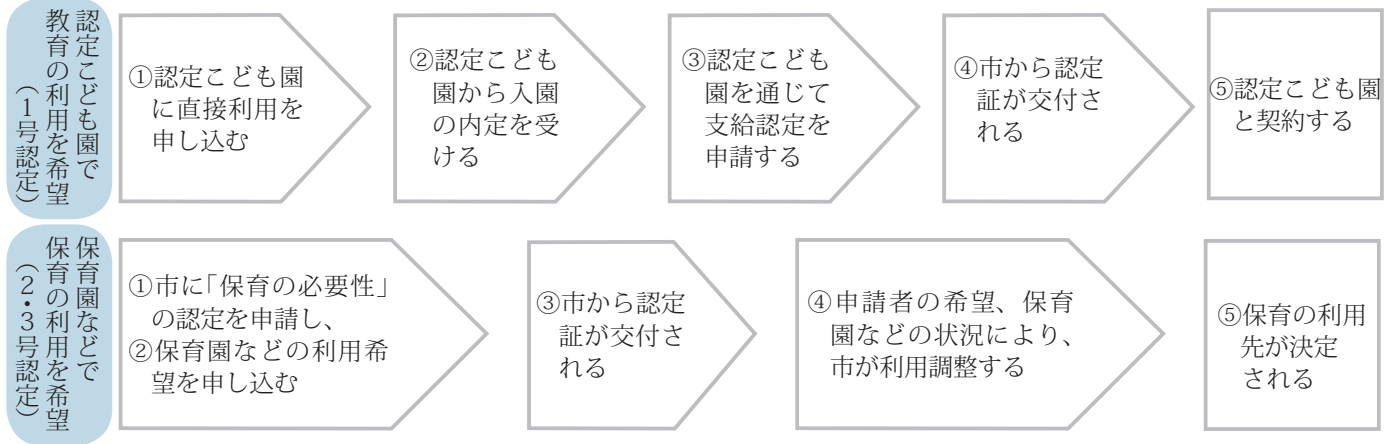 認定こども園で
教育の利用を希望
（１号認定）
①認定こども園
に直接利用を
申し込む
②認定こども
園から入園
の内定を受
ける
③認定こども
園を通じて
支給認定を
申請する
④市から認定
証が交付さ
れる
⑤認定こども園
と契約する
保育園などで
保育の利用を希望
（２・３号認定）
①市に「保育の必要性」
の認定を申請し、
②保育園などの利用希
望を申し込む
③市から認定
証が交付さ
れる
④申請者の希望、保育
園などの状況により、
市が利用調整する
⑤保育の利用
先が決定
される